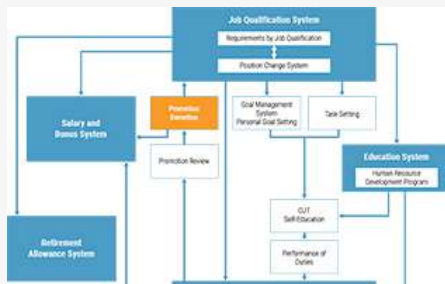 Job Qualification System
Requirements by Job Qualification
Position Change System
Salary and
Bonus System
Promotion
Demotion
Goal Management
System
Personal Goal Setting
Task Setting
Promotion Review
Education System
Human Resource
Development Program
OJT
Self-Education
Retirement
Allowance System
Performance of
Duties